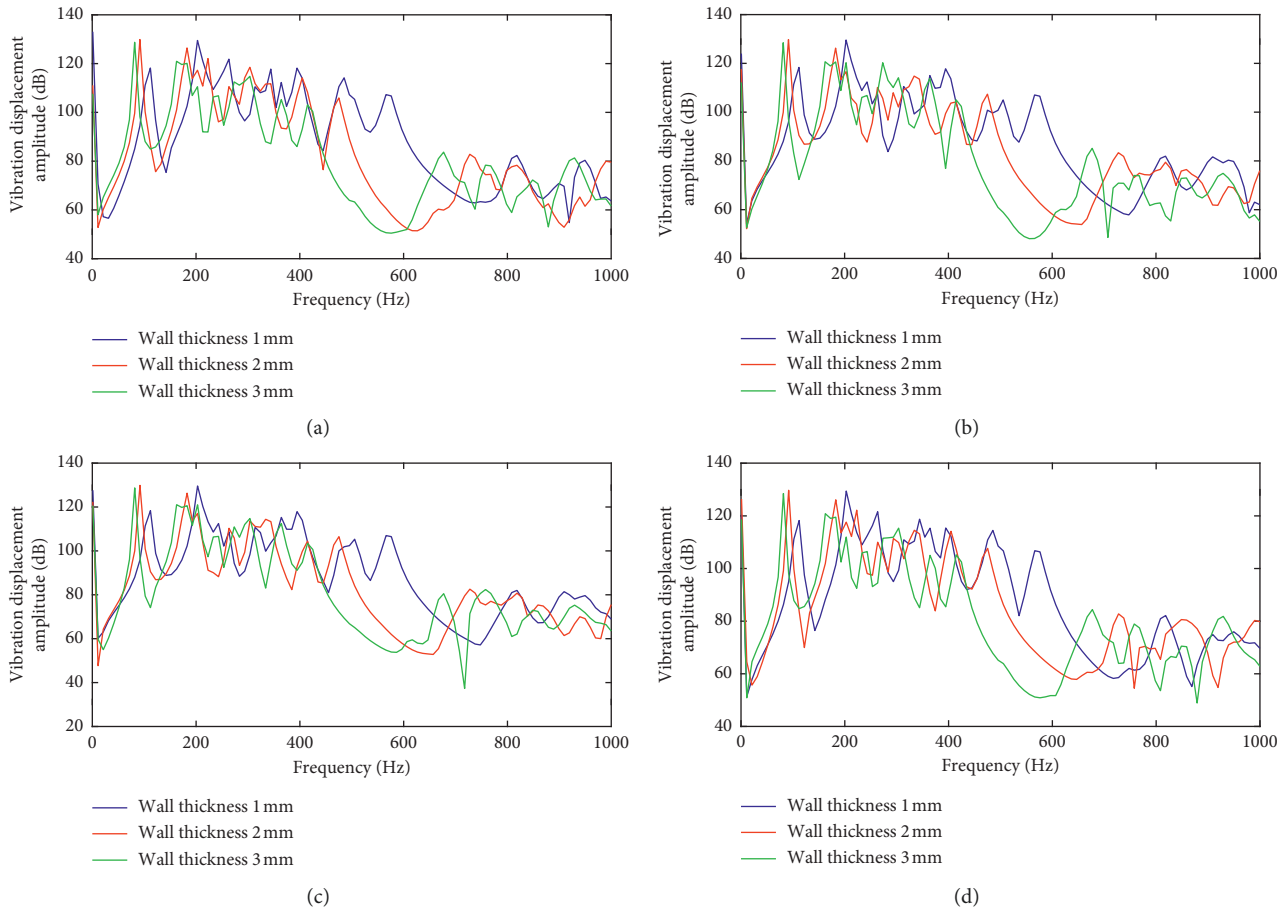 140
120
100
80
60
40
0
200
400
600
800
1000
Vibration displacement
amplitude (dB)
Frequency (Hz)
Wall thickness 1 mm
Wall thickness 2 mm
Wall thickness 3 mm
(a)
140
120
100
80
60
40
0
200
400
600
800
1000
Vibration displacement
amplitude (dB)
Frequency (Hz)
Wall thickness 1 mm
Wall thickness 2 mm
Wall thickness 3 mm
(b)
140
120
100
80
60
40
20
0
200
400
600
800
1000
Vibration displacement
amplitude (dB)
Frequency (Hz)
Wall thickness 1 mm
Wall thickness 2 mm
Wall thickness 3 mm
(c)
140
120
100
80
60
40
0
200
400
600
800
1000
Vibration displacement
amplitude (dB)
Frequency (Hz)
Wall thickness 1 mm
Wall thickness 2 mm
Wall thickness 3 mm
(d)